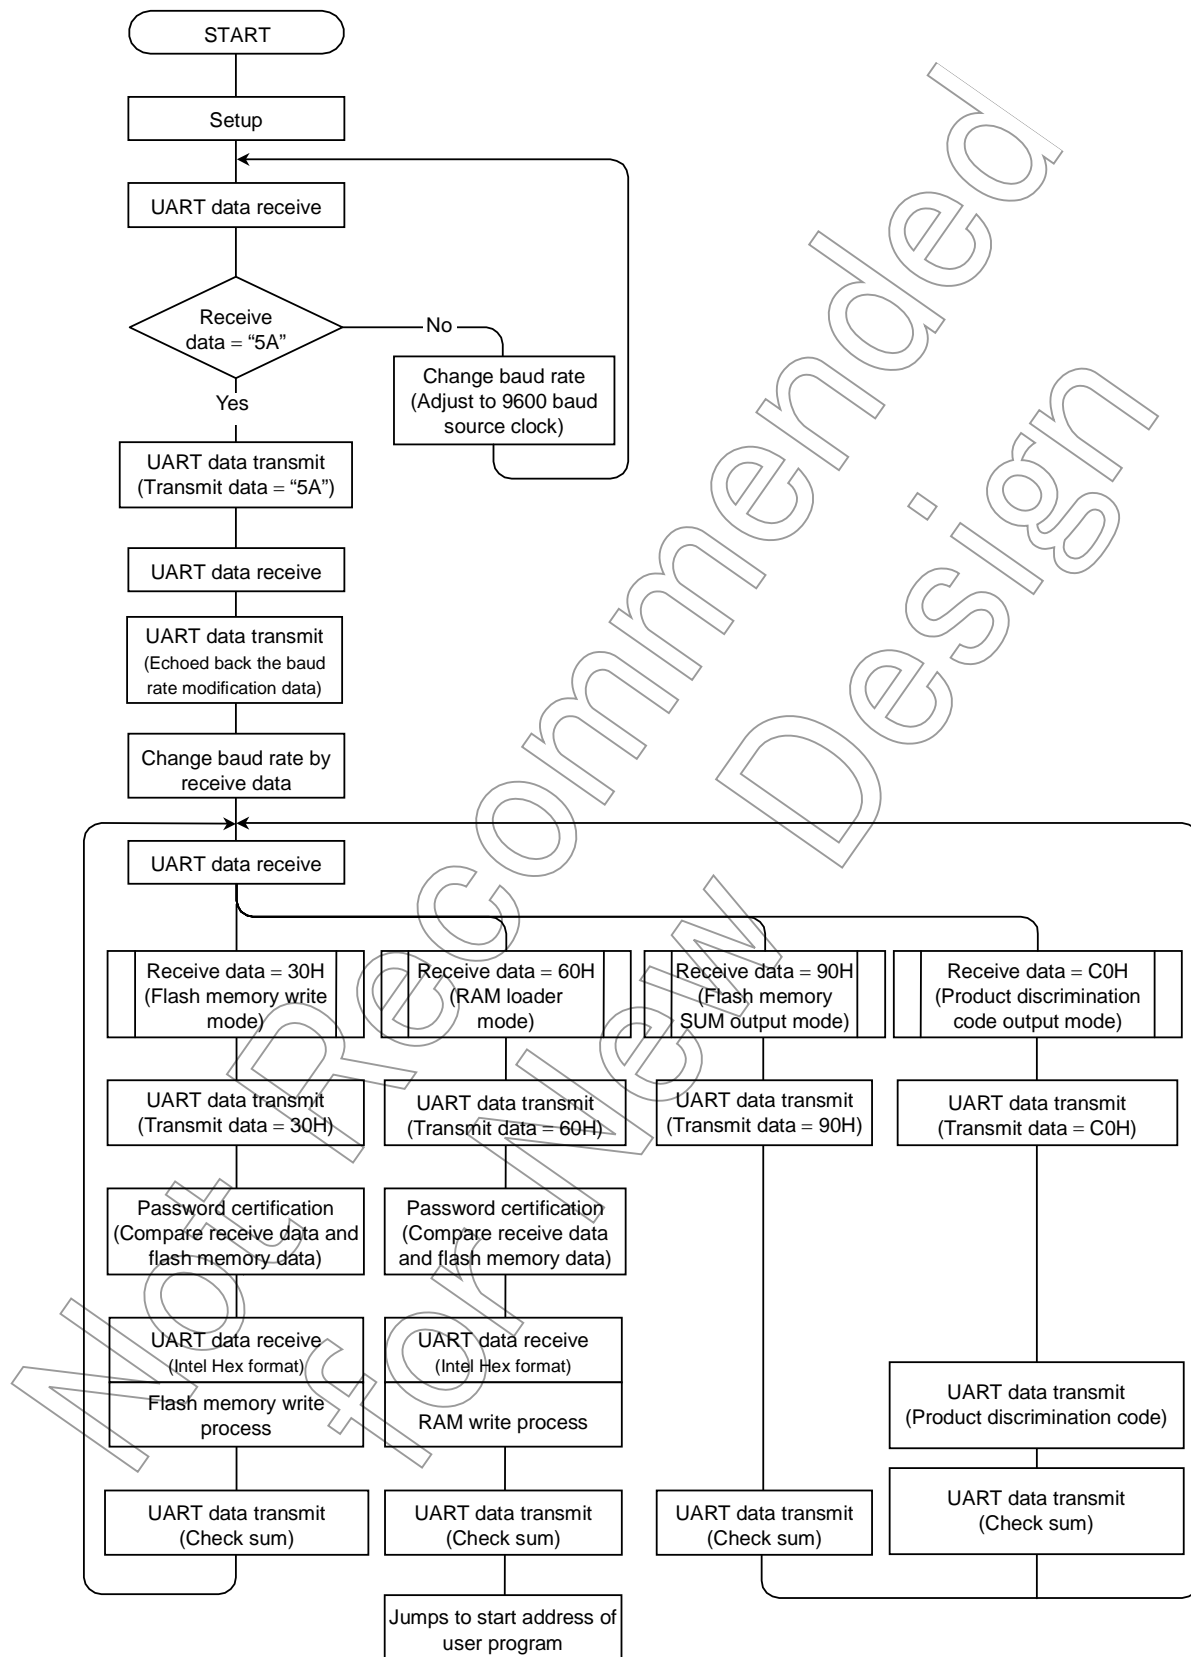 START
Setup
UART data receive
Receive
data = “5A”
No
Change baud rate
(Adjust to 9600 baud
source clock)
Yes
UART data transmit
(Transmit data = “5A”)
UART data receive
UART data transmit
(Echoed back the baud
rate modification data)
Change baud rate by
receive data
UART data receive
Receive data = 30H
(Flash memory write
mode)
Receive data = 60H
(RAM loader
mode)
Receive data = 90H
(Flash memory
SUM output mode)
Receive data = C0H
(Product discrimination
code output mode)
UART data transmit
(Transmit data = 30H)
UART data transmit
(Transmit data = 60H)
UART data transmit
(Transmit data = 90H)
UART data transmit
(Transmit data = C0H)
Password certification
(Compare receive data and
flash memory data)
Password certification
(Compare receive data
and flash memory data)
UART data receive
(Intel Hex format)
Flash memory write
process
UART data receive
(Intel Hex format)
RAM write process
UART data transmit
(Product discrimination code)
UART data transmit
(Check sum)
UART data transmit
(Check sum)
UART data transmit
(Check sum)
UART data transmit
(Check sum)
Jumps to start address of
user program
Not Recommended
for New Design